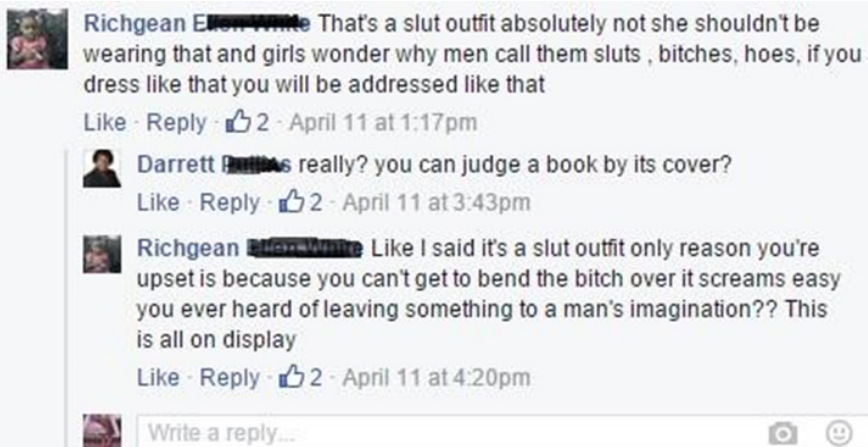 Richgean That's a slut outfit absolutely not she shouldn't be
wearing that and girls wonder why men call them sluts , bitches, hoes, if you
dress like that you will be addressed like that
Like · Reply · 2 · April 11 at 1:17pm
Darrett really? you can judge a book by its cover?
Like · Reply · 2 · April 11 at 3:43pm
Richgean Like I said it's a slut outfit only reason you're
upset is because you can't get to bend the bitch over it screams easy
you ever heard of leaving something to a man's imagination?? This
is all on display
Like · Reply · 2 · April 11 at 4:20pm
Write a reply...